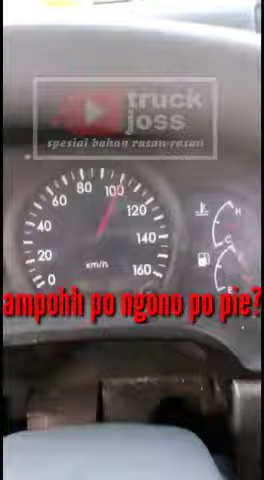 truck
joss
spesial bahan rasan-rasan
100
80
60
120
40
140
20
160
0
km/h
H
C
F
E
ampohh po ngono po pie?